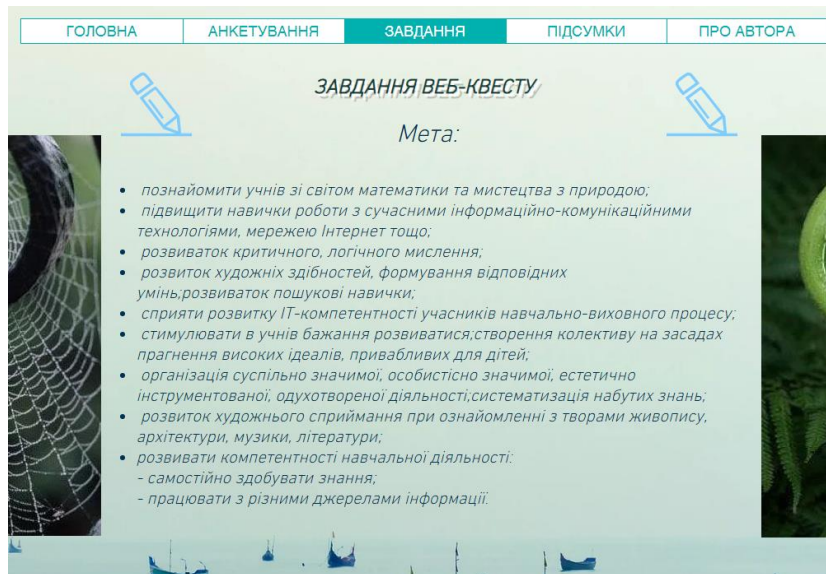 ГОЛОВНА АНКЕТУВАННЯ ЗАВДАННЯ ПІДСУМКИ ПРО АВТОРА
ЗАВДАННЯ ВЕБ-КВЕСТУ
Мета:
• познайомити учнів зі світом математики та мистецтва з природою;
• підвищити навички роботи з сучасними інформаційно-комунікаційними
технологіями, мережею Інтернет тощо;
• розвиваток критичного, логічного мислення;
• розвиток художніх здібностей, формування відповідних
умінь;розвиваток пошукові навички;
• сприяти розвитку ІТ-компетентності учасників навчально-виховного процесу;
• стимулювати в учнів бажання розвиватися;створення колективу на засадах
прагнення високих ідеалів, привабливих для дітей;
• організація суспільно значимої, особистісно значимої, естетично
інструментованої, одухотвореної діяльності;систематизація набутих знань;
• розвиток художнього сприймання при ознайомленні з творами живопису,
архітектури, музики, літератури;
• розвивати компетентності навчальної діяльності:
- самостійно здобувати знання;
- працювати з різними джерелами інформації.